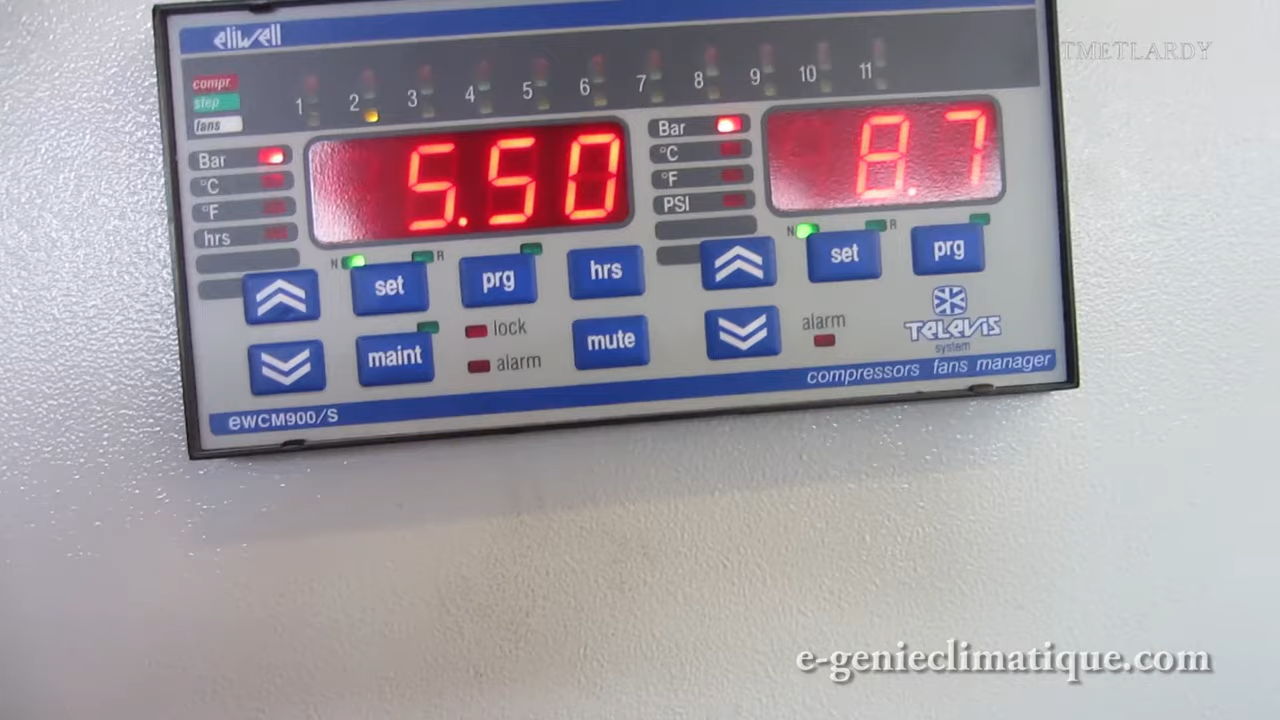 eliwell
TMETLARDY
compr.
step
fans
1 2 3 4 5 6 7 8 9 10 11
Bar
°C
°F
hrs
5.50
Bar
°C
°F
PSI
8.7
N R
set
prg
hrs
N R
set
prg
maint
lock
alarm
mute
alarm
TELEVIS
system
compressors fans manager
eWCM900/S
e-genieclimatique.com